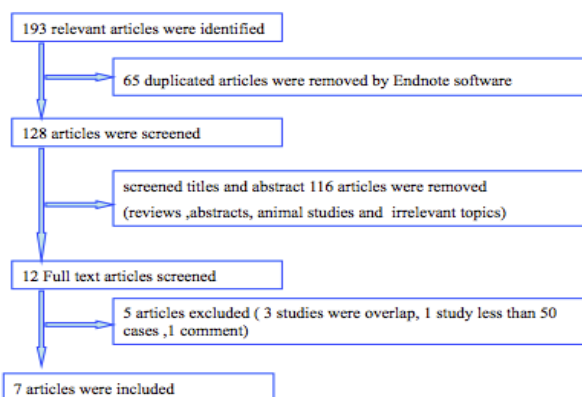 193 relevant articles were identified
65 duplicated articles were removed by Endnote software
128 articles were screened
screened titles and abstract 116 articles were removed
(reviews ,abstracts, animal studies and irrelevant topics)
12 Full text articles screened
5 articles excluded ( 3 studies were overlap, 1 study less than 50
cases ,1 comment)
7 articles were included